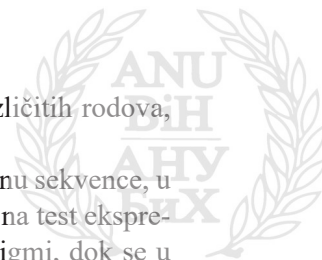 ANU
BiH
АНУ
БиХ
zličitih rodova,
nu sekvence, u
na test ekspre-
igmi, dok se u